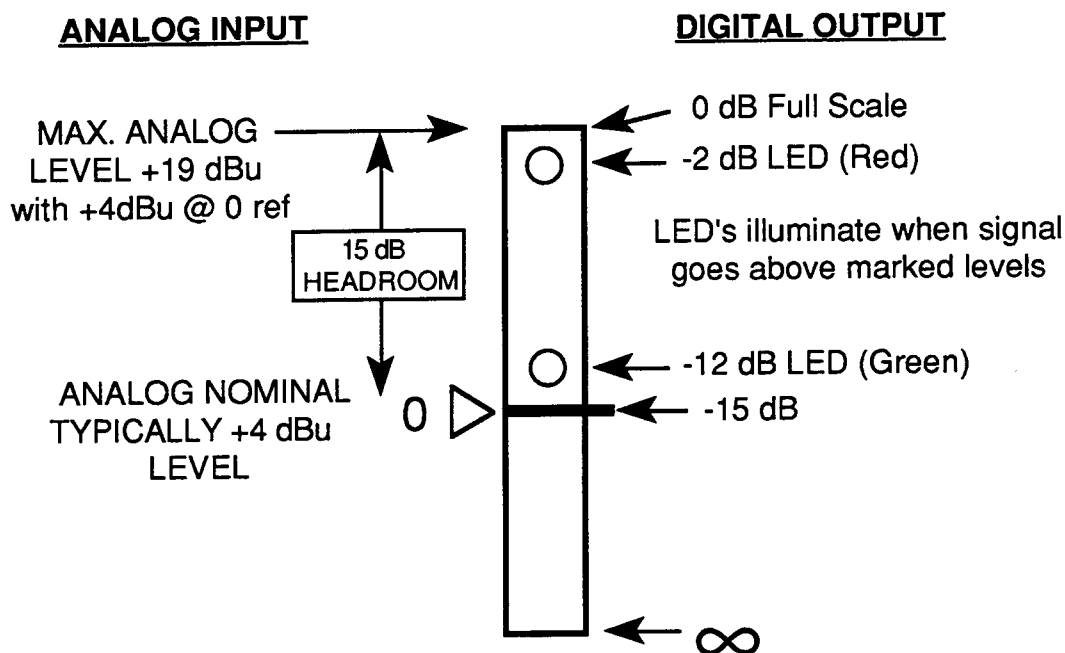 ANALOG INPUT
DIGITAL OUTPUT
MAX. ANALOG
LEVEL +19 dBu
with +4dBu @ 0 ref
15 dB
HEADROOM
ANALOG NOMINAL
TYPICALLY +4 dBu
LEVEL
0
0 dB Full Scale
-2 dB LED (Red)
LED's illuminate when signal
goes above marked levels
-12 dB LED (Green)
-15 dB
∞